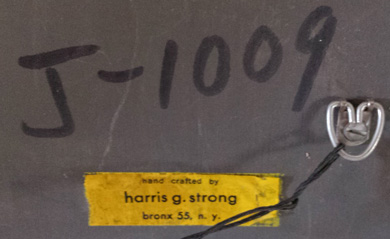 J-1009
hand crafted by
harris g. strong
bronx 55, n. y.